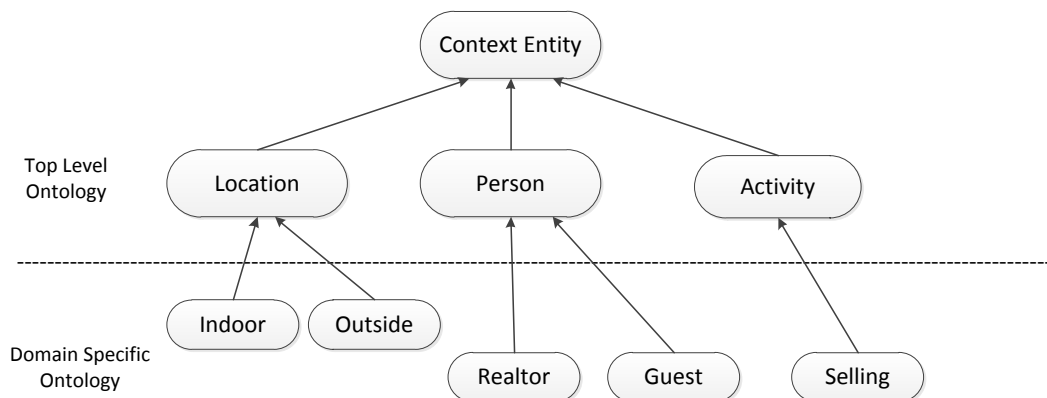 Context Entity
Top Level
Ontology
Location
Person
Activity
Indoor
Outside
Domain Specific
Ontology
Realtor
Guest
Selling